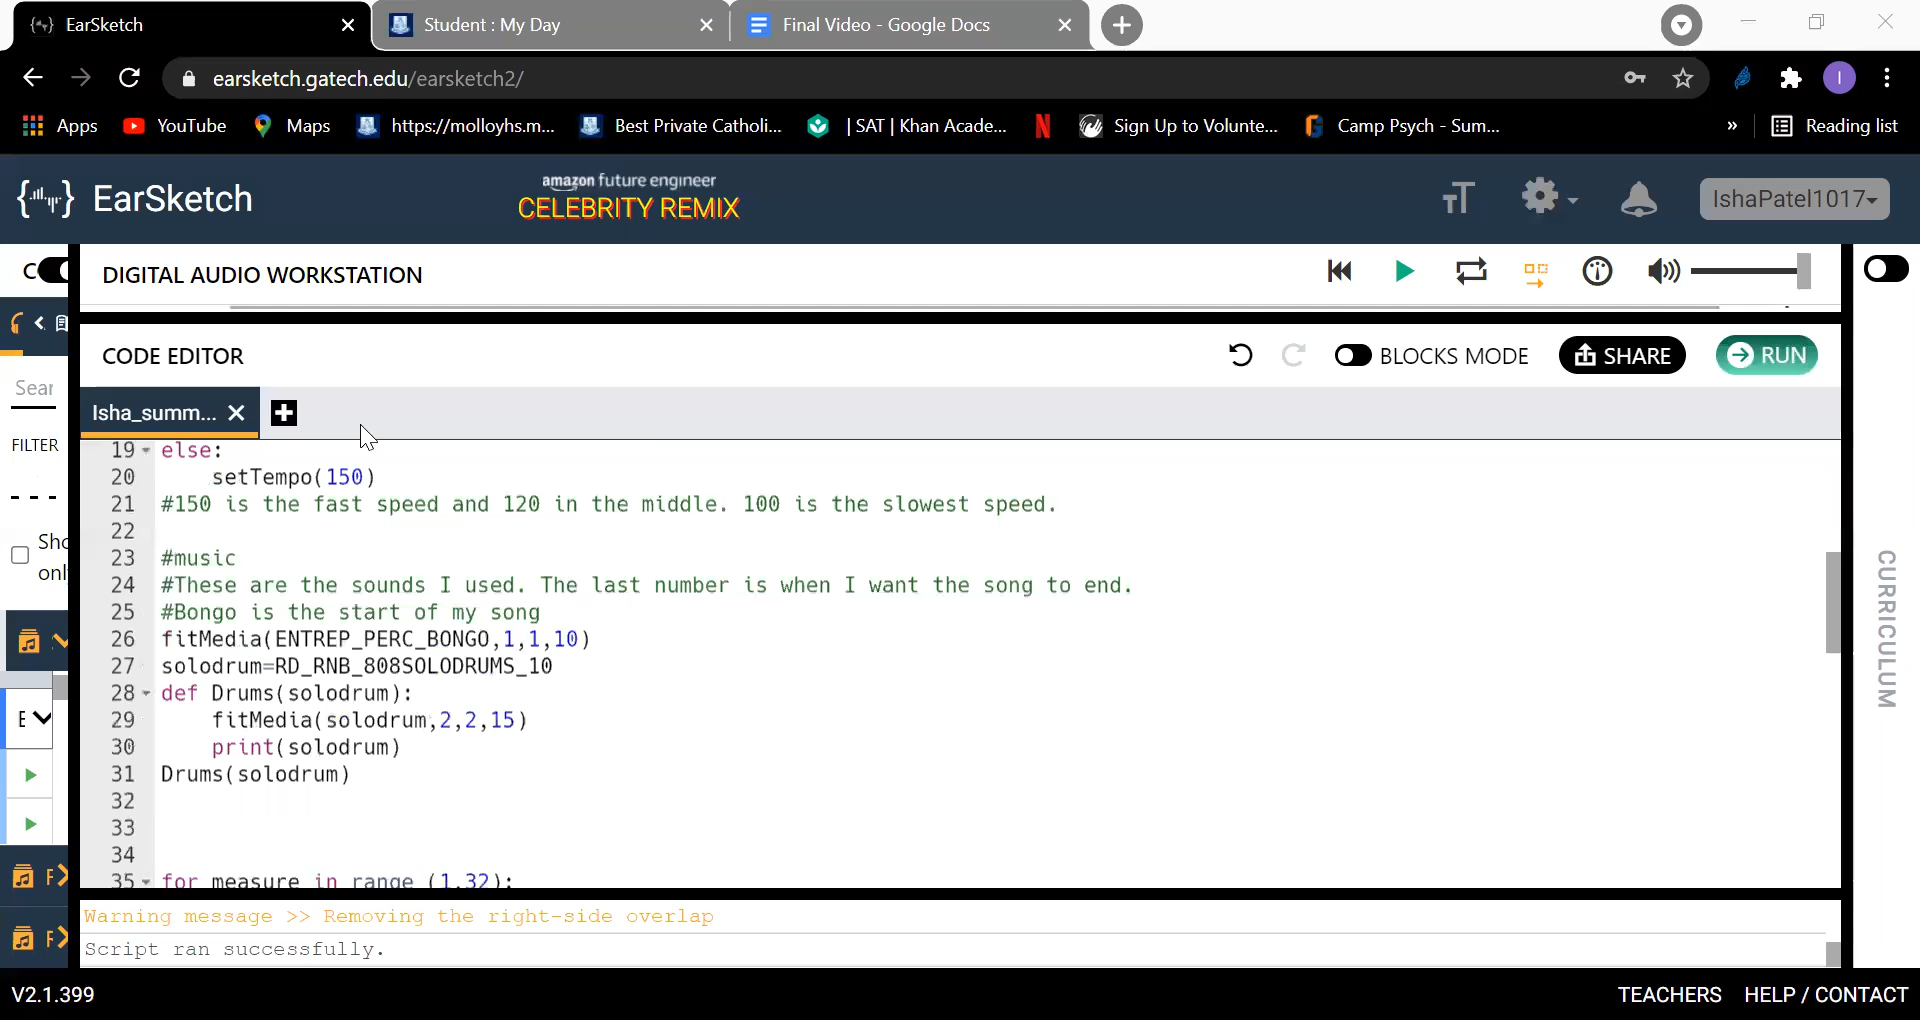 EarSketch
Student : My Day
Final Video - Google Docs
earsketch.gatech.edu/earsketch2/
I
Apps
YouTube
Maps
https://molloyhs.m...
Best Private Catholi...
| SAT | Khan Acade...
Sign Up to Volunte...
Camp Psych - Sum...
»
Reading list
EarSketch
amazon future engineer
CELEBRITY REMIX
IshaPatel1017
C
DIGITAL AUDIO WORKSTATION
CODE EDITOR
BLOCKS MODE
SHARE
RUN
Sear
Isha_summ...
FILTER
19 else:
20 setTempo(150)
21 #150 is the fast speed and 120 in the middle. 100 is the slowest speed.
22
23 #music
24 #These are the sounds I used. The last number is when I want the song to end.
25 #Bongo is the start of my song
26 fitMedia(ENTREP_PERC_BONGO,1,1,10)
27 solodrum=RD_RNB_808SOLODRUMS_10
28 def Drums(solodrum):
29 fitMedia(solodrum,2,2,15)
30 print(solodrum)
31 Drums(solodrum)
32
33
34
35 for measure in range (1,32):
Sho
onl
E
F
F
CURRICULUM
Warning message >> Removing the right-side overlap
Script ran successfully.
V2.1.399
TEACHERS
HELP / CONTACT